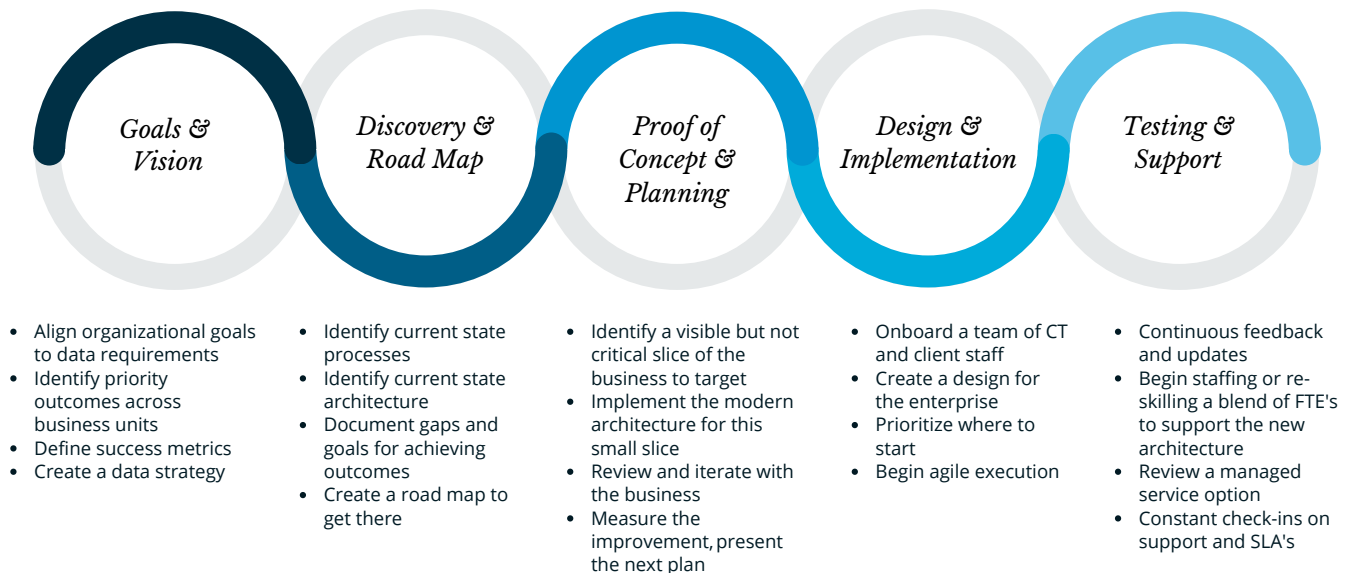 Goals &
Vision
Discovery &
Road Map
Proof of
Concept &
Planning
Design &
Implementation
Testing &
Support
• Align organizational goals
to data requirements
• Identify priority
outcomes across
business units
• Define success metrics
• Create a data strategy
• Identify current state
processes
• Identify current state
architecture
• Document gaps and
goals for achieving
outcomes
• Create a road map to
get there
• Identify a visible but not
critical slice of the
business to target
• Implement the modern
architecture for this
small slice
• Review and iterate with
the business
• Measure the
improvement, present
the next plan
• Onboard a team of CT
and client staff
• Create a design for
the enterprise
• Prioritize where to
start
• Begin agile execution
• Continuous feedback
and updates
• Begin staffing or re-
skilling a blend of FTE's
to support the new
architecture
• Review a managed
service option
• Constant check-ins on
support and SLA's